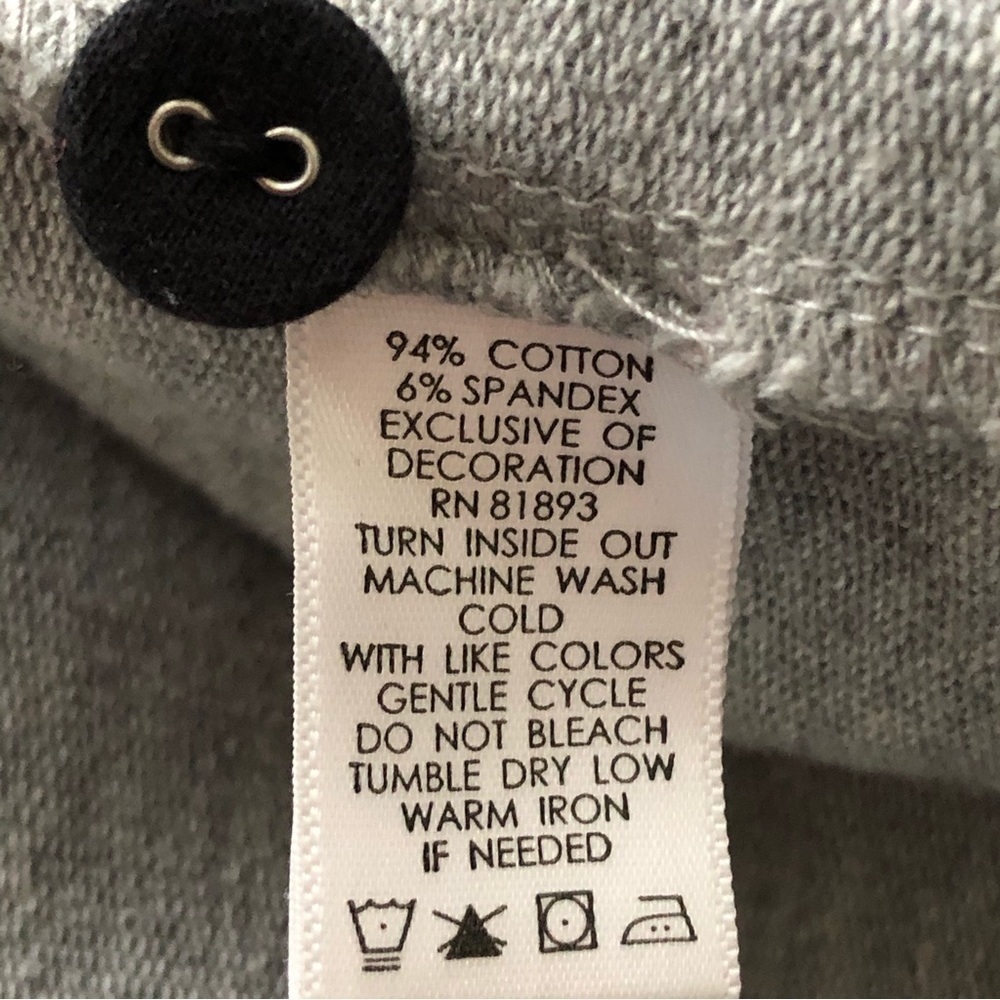 94% COTTON
6% SPANDEX
EXCLUSIVE OF
DECORATION
RN 81893
TURN INSIDE OUT
MACHINE WASH
COLD
WITH LIKE COLORS
GENTLE CYCLE
DO NOT BLEACH
TUMBLE DRY LOW
WARM IRON
IF NEEDED